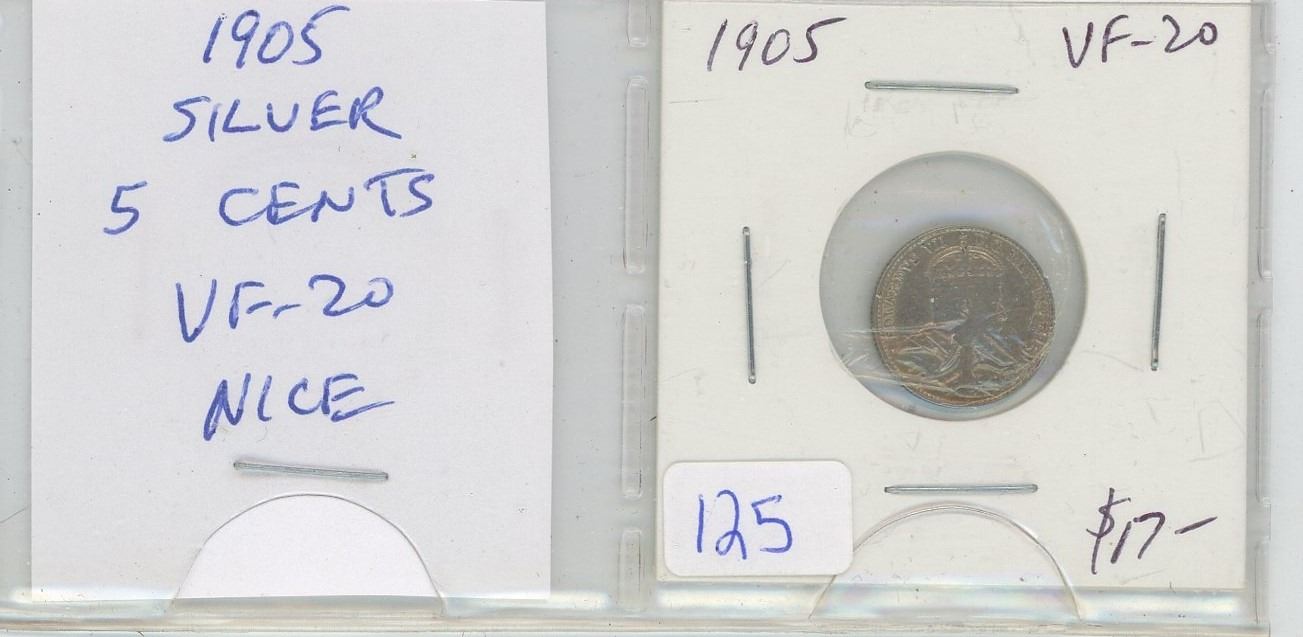 1905
SILVER
5 CENTS
VF-20
NICE
1905 VF-20
125
$17-